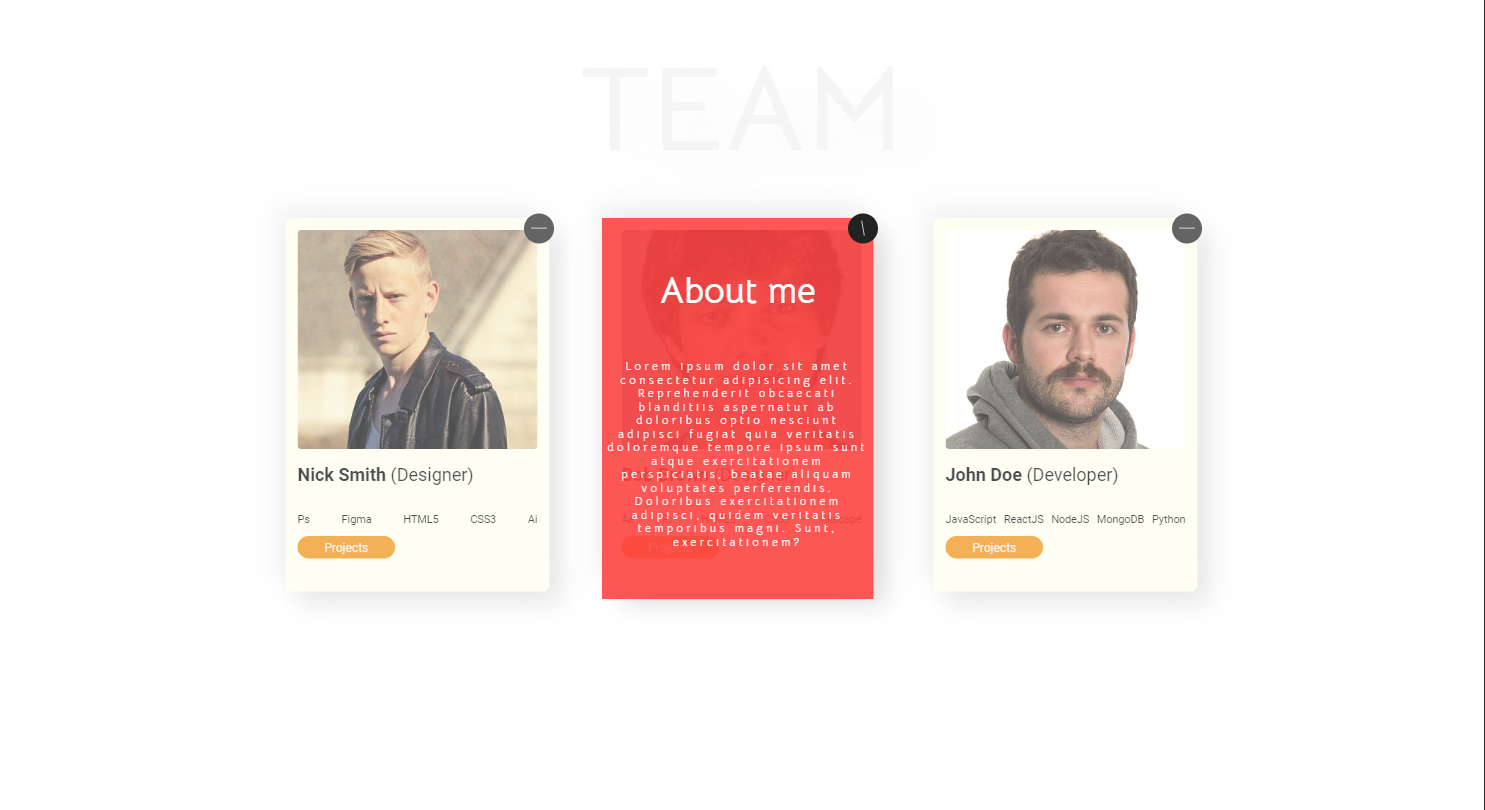 TEAM
Nick Smith (Designer)
Ps Figma HTML5 CSS3 Ai
Projects
About me
Lorem ipsum dolor sit amet
consectetur adipisicing elit.
Reprehenderit obcaecati
blanditiis aspernatur ab
doloribus optio nesciunt
adipisci fugiat quia veritatis
doloremque tempore ipsum sunt
atque exercitationem
perspiciatis, beatae aliquam
voluptates perferendis.
Doloribus exercitationem
adipisci, quidem veritatis
temporibus magni. Sunt,
exercitationem?
Projects
John Doe (Developer)
JavaScript ReactJS NodeJS MongoDB Python
Projects